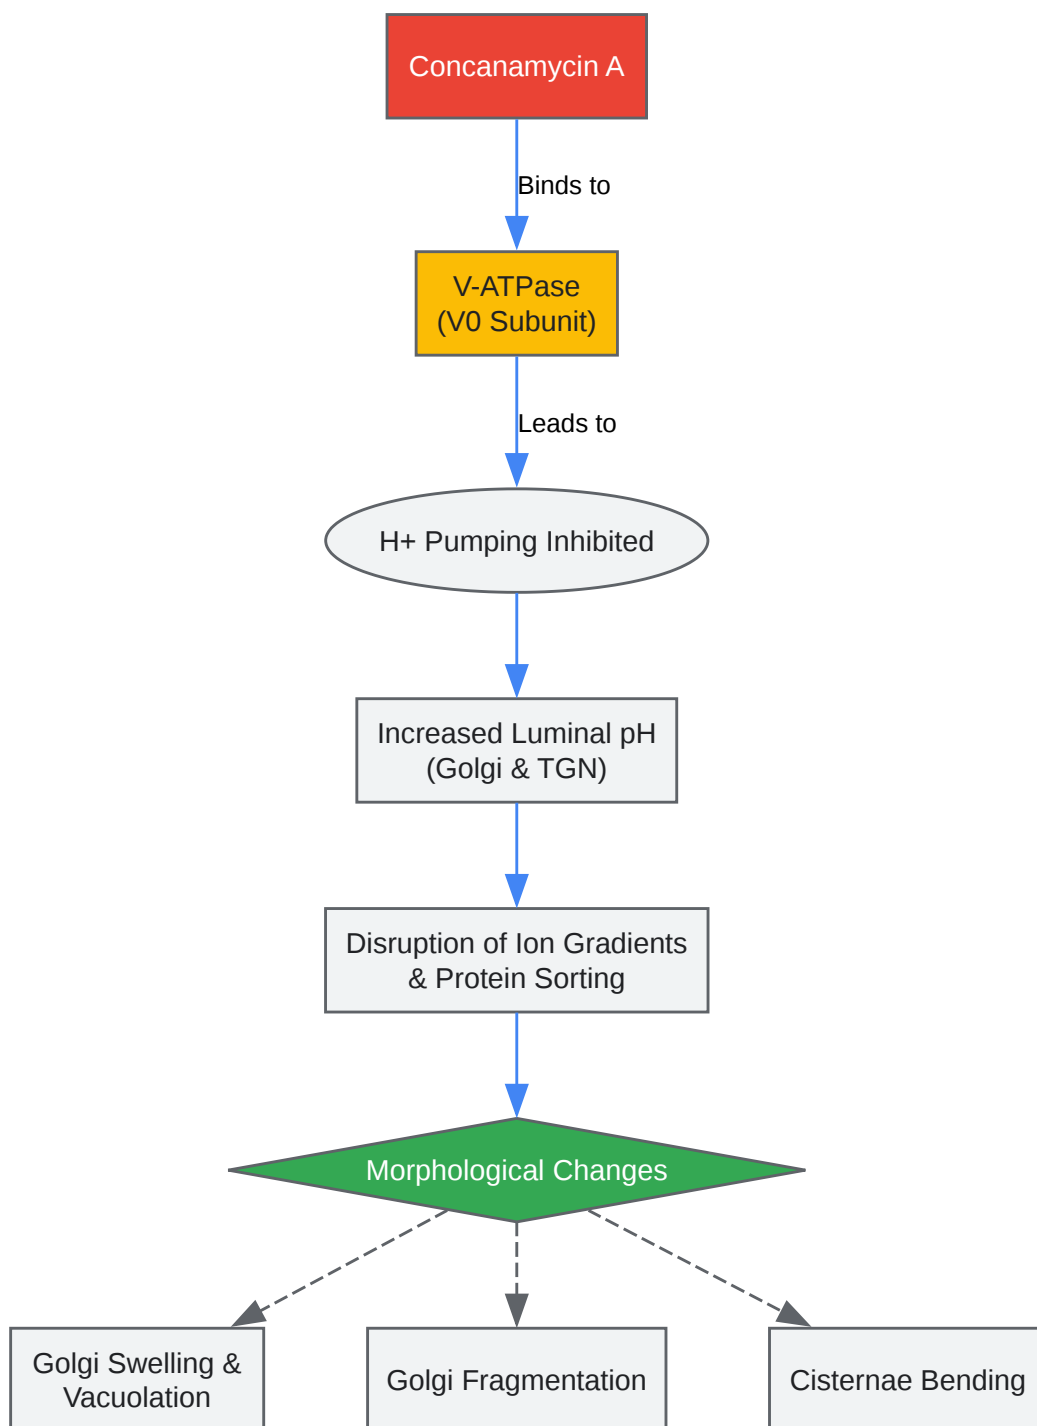 Concanamycin A
Binds to
V-ATPase
(V0 Subunit)
Leads to
H+ Pumping Inhibited
Increased Luminal pH
(Golgi & TGN)
Disruption of Ion Gradients
& Protein Sorting
Morphological Changes
Golgi Swelling &
Vacuolation
Golgi Fragmentation
Cisternae Bending